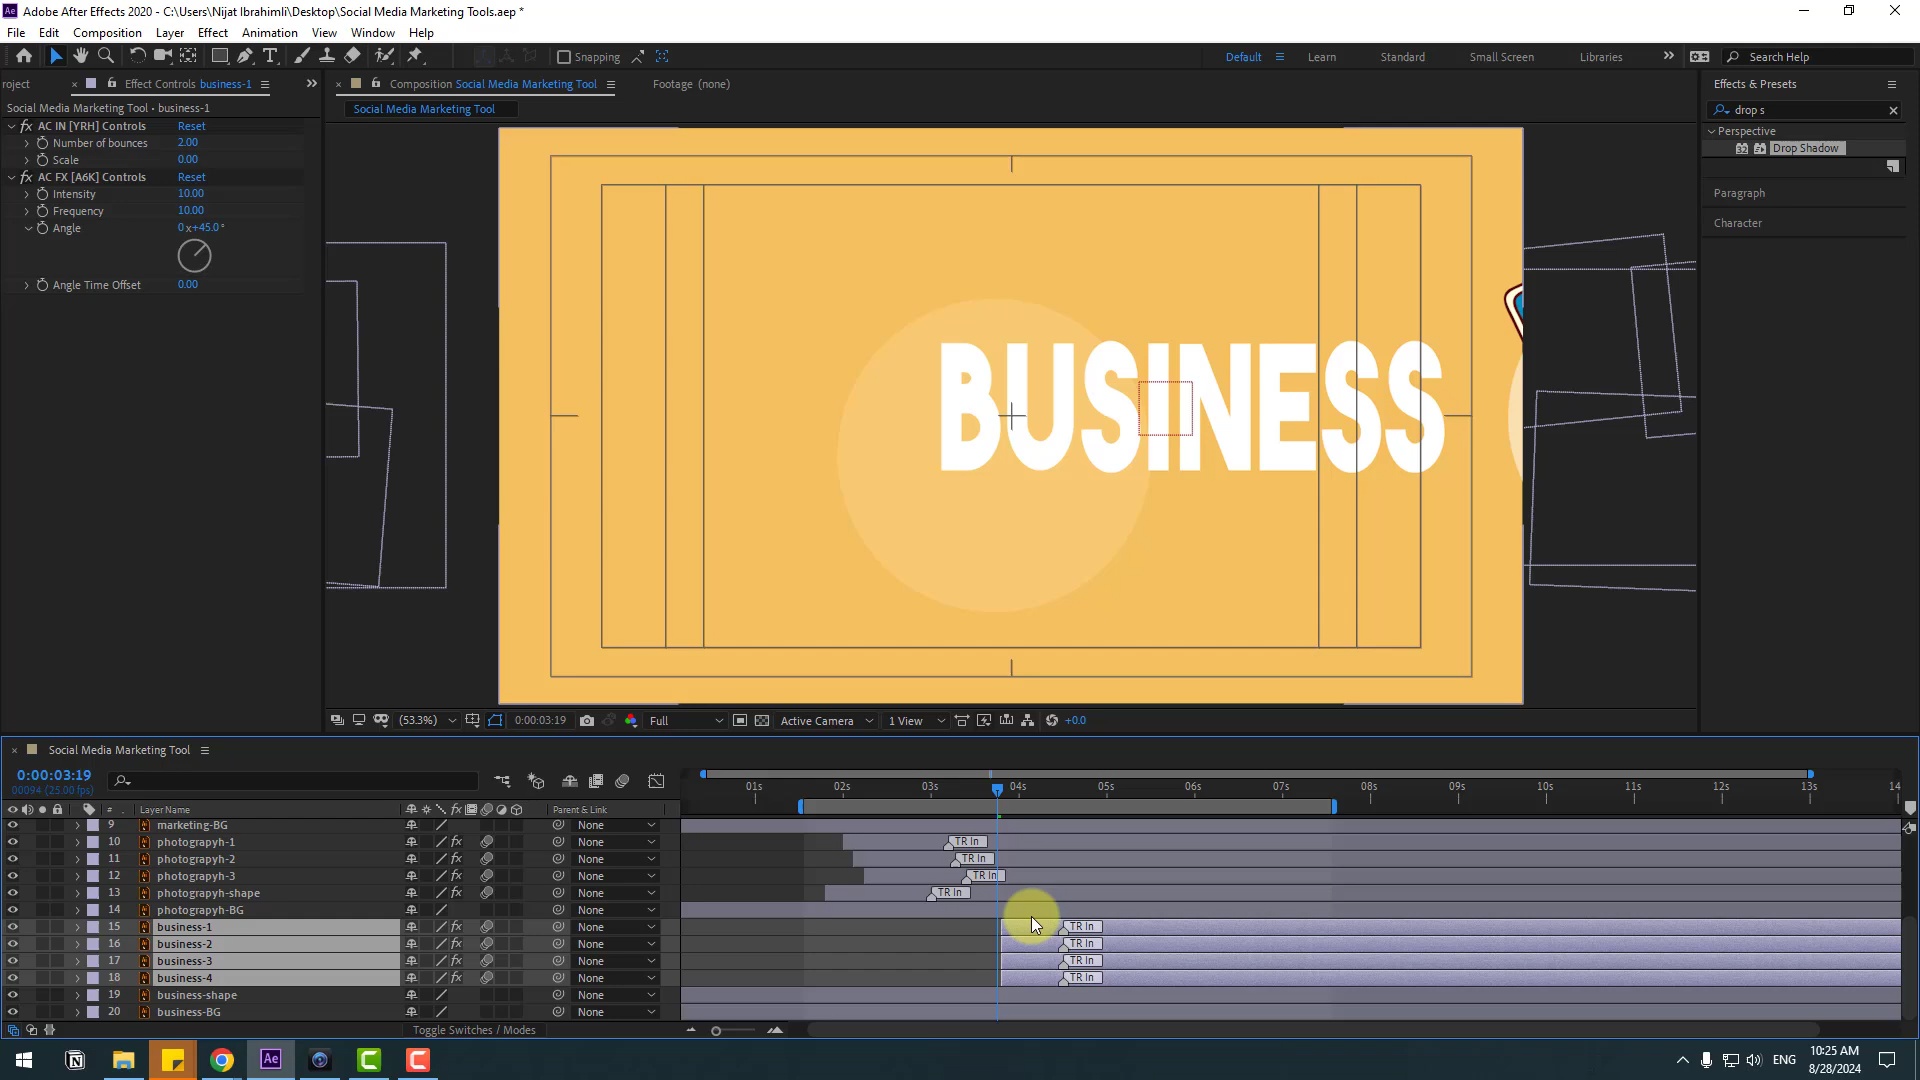 Adobe After Effects 2020 - C:\Users\Nijat Ibrahimli\Desktop\Social Media Marketing Tools.aep *
File Edit Composition Layer Effect Animation View Window Help
Snapping
Default
Learn
Standard
Small Screen
Libraries
Search Help
roject
Effect Controls business-1
Composition Social Media Marketing Tools
Footage (none)
Effects & Presets
Social Media Marketing Tool • business-1
Social Media Marketing Tool
drop s
AC IN [YRH] Controls Reset
Number of bounces 2.00
Scale 0.00
AC FX [A6K] Controls Reset
Intensity 10.00
Frequency 10.00
Angle 0x+45.0°
Angle Time Offset 0.00
Perspective
32 Drop Shadow
Paragraph
Character
BUSINESS
(53.3%) 0:00:03:19 Full Active Camera 1 View +0.0
Social Media Marketing Tool
0:00:03:19
00094 (25.00 fps)
01s 02s 03s 04s 05s 06s 07s 08s 09s 10s 11s 12s 13s 14
# Layer Name Parent & Link
9 marketing-BG None
10 photograpyh-1 fx None TR In
11 photograpyh-2 fx None TR In
12 photograpyh-3 fx None TR In
13 photograpyh-shape fx None TR In
14 photograpyh-BG None
15 business-1 fx None TR In
16 business-2 fx None TR In
17 business-3 fx None TR In
18 business-4 fx None TR In
19 business-shape None
20 business-BG None
Toggle Switches / Modes
ENG
10:25 AM
8/28/2024